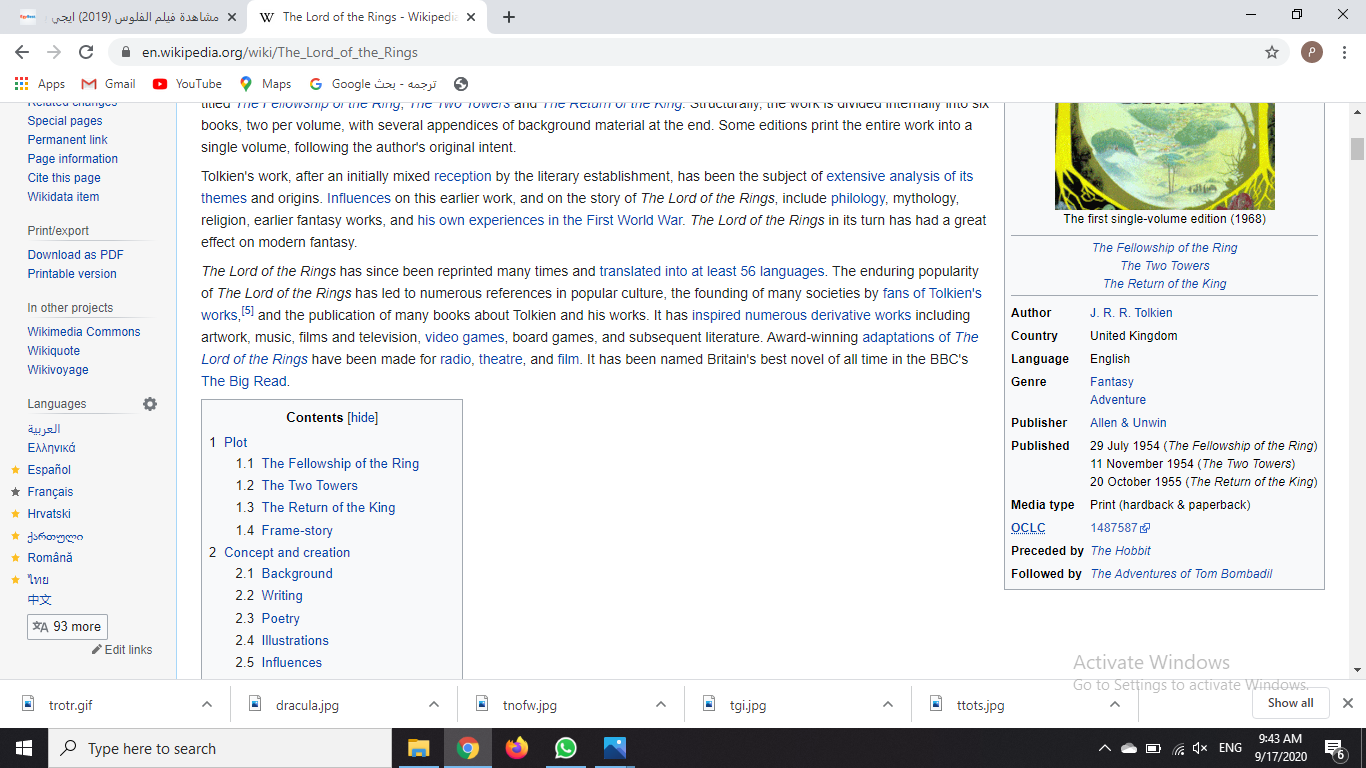 مشاهدة فيلم الفلوس (2019) ايجي
The Lord of the Rings - Wikipedia
en.wikipedia.org/wiki/The_Lord_of_the_Rings
P
Apps
Gmail
YouTube
Maps
ترجمه - بحث Google
Related changes
Special pages
Permanent link
Page information
Cite this page
Wikidata item
Print/export
Download as PDF
Printable version
In other projects
Wikimedia Commons
Wikiquote
Wikivoyage
Languages
العربية
Ελληνικά
Español
Français
Hrvatski
ქართული
Română
ไทย
中文
93 more
Edit links
titled The Fellowship of the Ring, The Two Towers and The Return of the King. Structurally, the work is divided internally into six
books, two per volume, with several appendices of background material at the end. Some editions print the entire work into a
single volume, following the author's original intent.
Tolkien's work, after an initially mixed reception by the literary establishment, has been the subject of extensive analysis of its
themes and origins. Influences on this earlier work, and on the story of The Lord of the Rings, include philology, mythology,
religion, earlier fantasy works, and his own experiences in the First World War. The Lord of the Rings in its turn has had a great
effect on modern fantasy.
The Lord of the Rings has since been reprinted many times and translated into at least 56 languages. The enduring popularity
of The Lord of the Rings has led to numerous references in popular culture, the founding of many societies by fans of Tolkien's
works,[5] and the publication of many books about Tolkien and his works. It has inspired numerous derivative works including
artwork, music, films and television, video games, board games, and subsequent literature. Award-winning adaptations of The
Lord of the Rings have been made for radio, theatre, and film. It has been named Britain's best novel of all time in the BBC's
The Big Read.
Contents [hide]
1 Plot
1.1 The Fellowship of the Ring
1.2 The Two Towers
1.3 The Return of the King
1.4 Frame-story
2 Concept and creation
2.1 Background
2.2 Writing
2.3 Poetry
2.4 Illustrations
2.5 Influences
The first single-volume edition (1968)
The Fellowship of the Ring
The Two Towers
The Return of the King
Author J. R. R. Tolkien
Country United Kingdom
Language English
Genre Fantasy
Adventure
Publisher Allen & Unwin
Published 29 July 1954 (The Fellowship of the Ring)
11 November 1954 (The Two Towers)
20 October 1955 (The Return of the King)
Media type Print (hardback & paperback)
OCLC 1487587
Preceded by The Hobbit
Followed by The Adventures of Tom Bombadil
Activate Windows
Go to Settings to activate Windows.
trotr.gif
dracula.jpg
tnofw.jpg
tgi.jpg
ttots.jpg
Show all
Type here to search
ENG
9:43 AM
9/17/2020
6